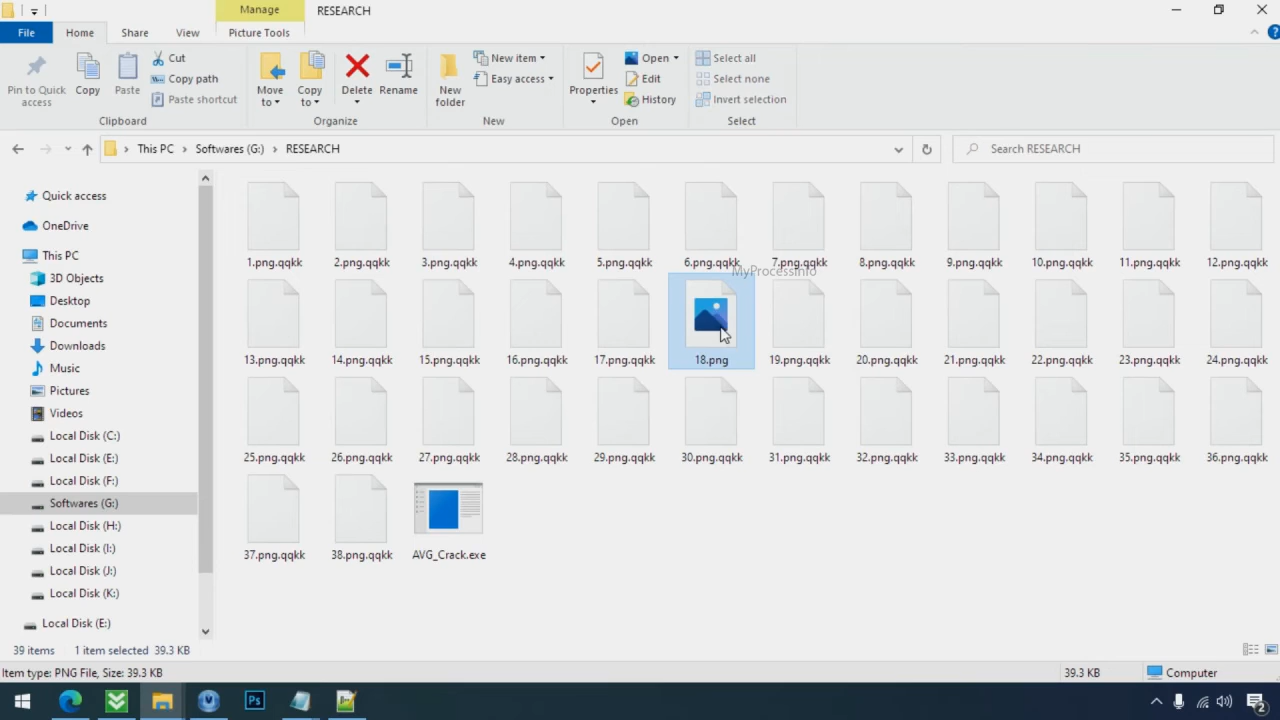 Manage
RESEARCH
File
Home
Share
View
Picture Tools
Pin to Quick
access
Copy
Paste
Cut
Copy path
Paste shortcut
Clipboard
Move
to
Copy
to
Delete
Rename
Organize
New
folder
New item
Easy access
New
Properties
Open
Edit
History
Open
Select all
Select none
Invert selection
Select
This PC
Softwares (G:)
RESEARCH
Search RESEARCH
Quick access
OneDrive
This PC
3D Objects
Desktop
Documents
Downloads
Music
Pictures
Videos
Local Disk (C:)
Local Disk (E:)
Local Disk (F:)
Softwares (G:)
Local Disk (H:)
Local Disk (I:)
Local Disk (J:)
Local Disk (K:)
Local Disk (E:)
1.png.qqkk
2.png.qqkk
3.png.qqkk
4.png.qqkk
5.png.qqkk
6.png.qqkk
7.png.qqkk
8.png.qqkk
9.png.qqkk
10.png.qqkk
11.png.qqkk
12.png.qqkk
MyProcessInfo
13.png.qqkk
14.png.qqkk
15.png.qqkk
16.png.qqkk
17.png.qqkk
18.png
19.png.qqkk
20.png.qqkk
21.png.qqkk
22.png.qqkk
23.png.qqkk
24.png.qqkk
25.png.qqkk
26.png.qqkk
27.png.qqkk
28.png.qqkk
29.png.qqkk
30.png.qqkk
31.png.qqkk
32.png.qqkk
33.png.qqkk
34.png.qqkk
35.png.qqkk
36.png.qqkk
37.png.qqkk
38.png.qqkk
AVG_Crack.exe
39 items
1 item selected 39.3 KB
Item type: PNG File, Size: 39.3 KB
39.3 KB
Computer
Ps
2